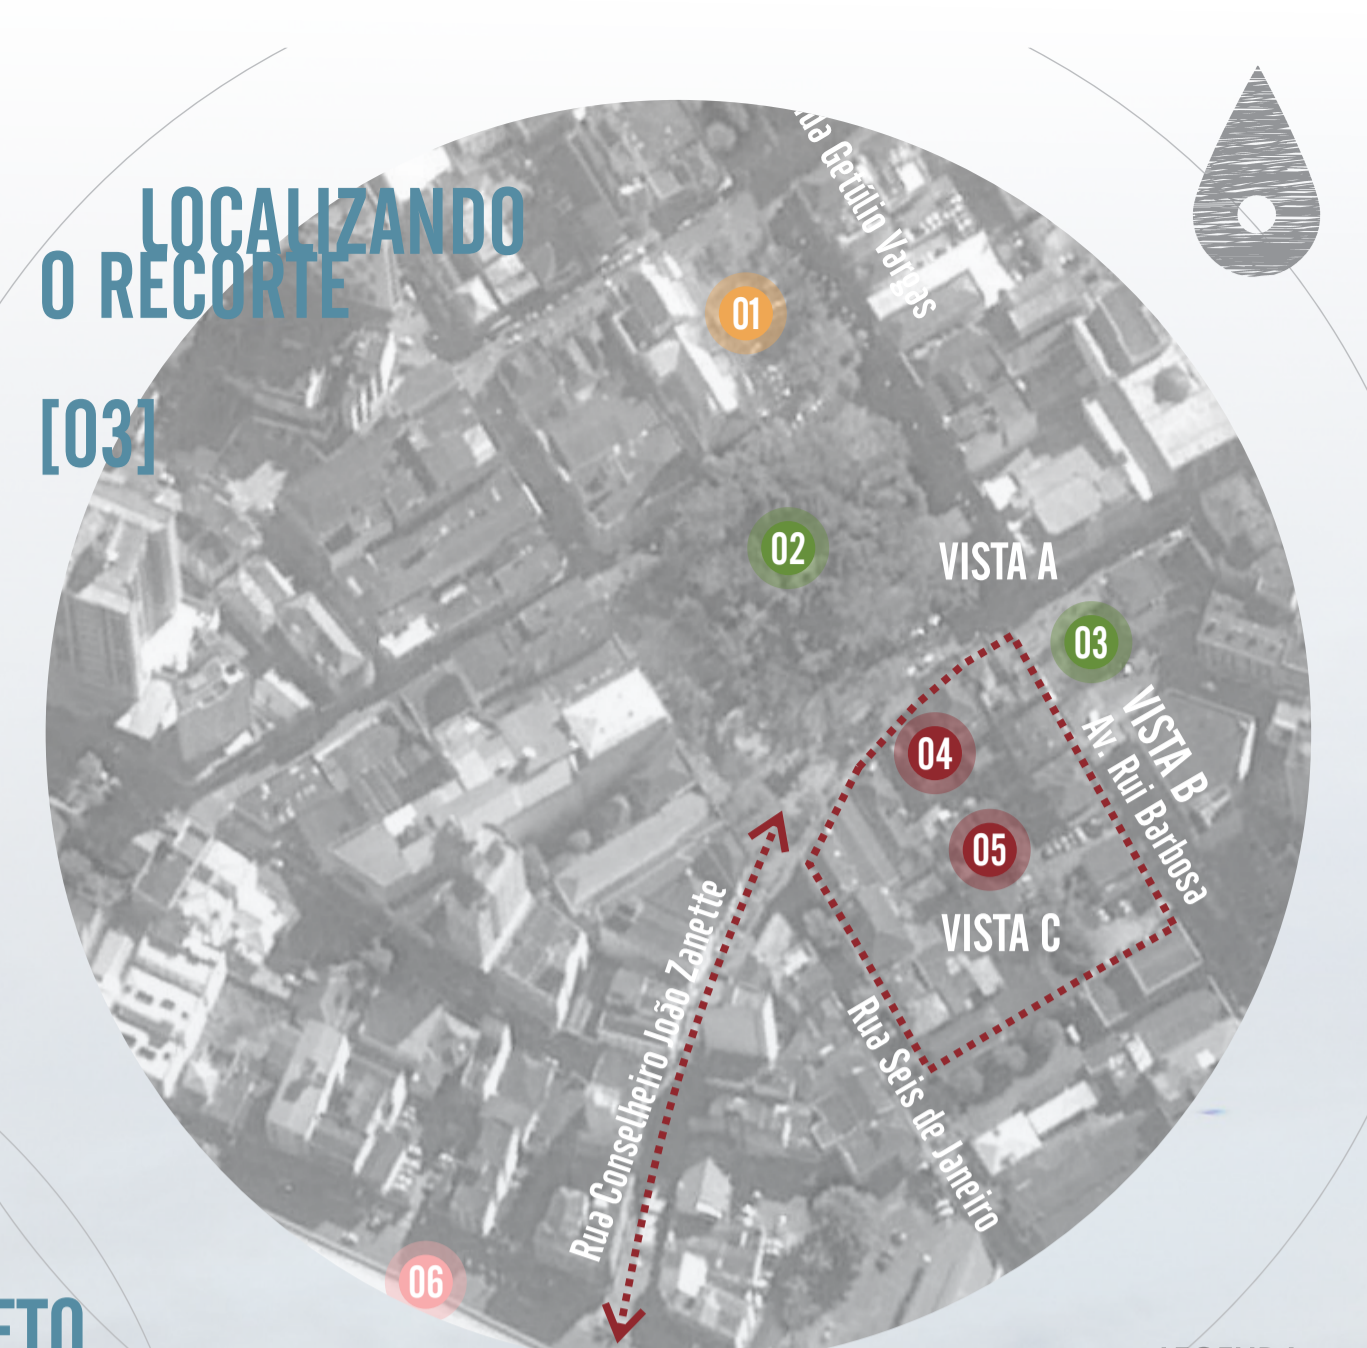 LOCALIZANDO
O RECORTE
[03]
Getúlio Vargas
01
02
VISTA A
03
VISTA B
Av. Rui Barbosa
04
05
VISTA C
Rua Conselheiro João Zanette
Rua Seis de Janeiro
06